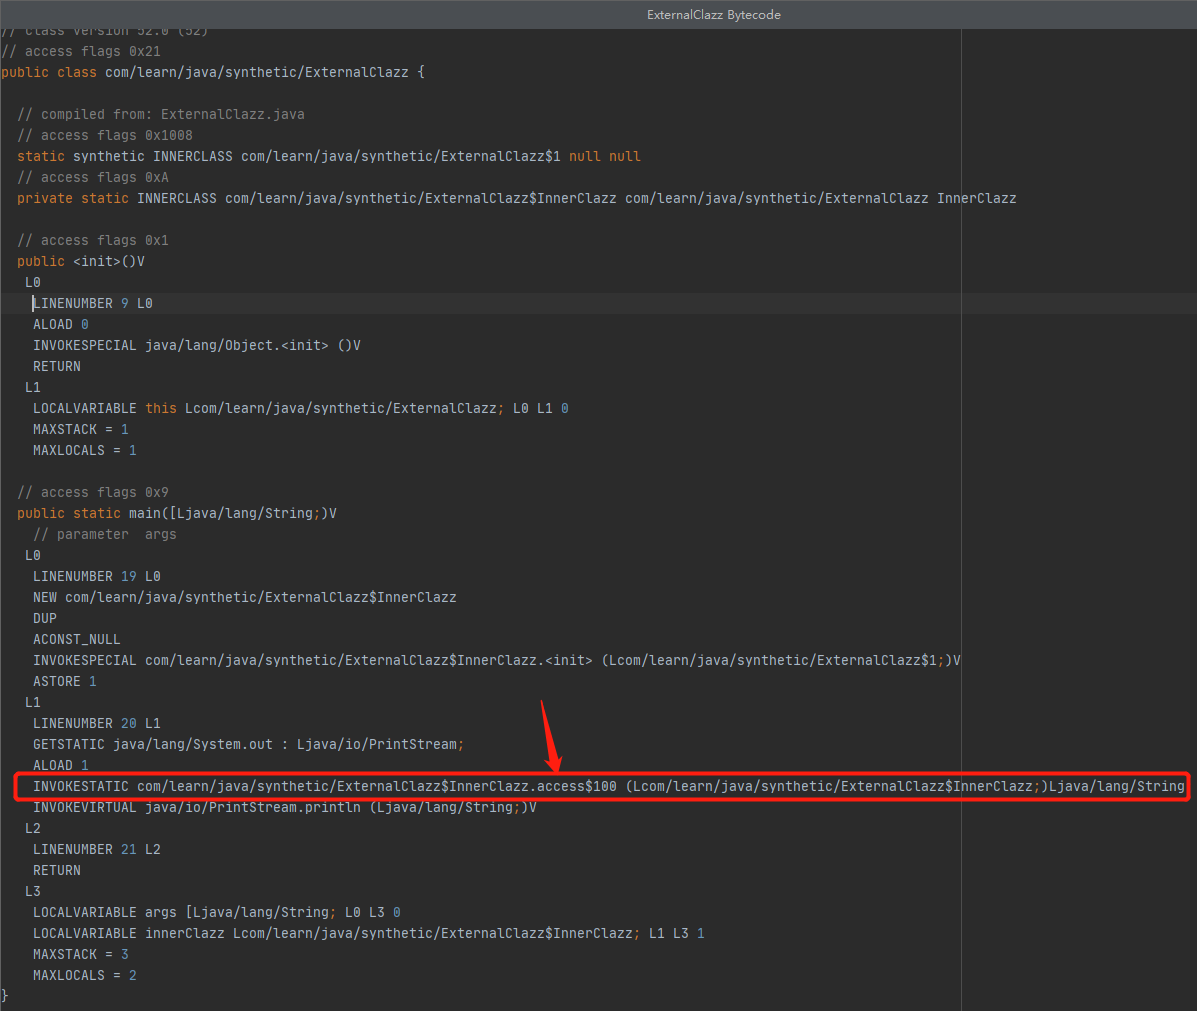 ExternalClazz Bytecode
// class version 52.0 (52)
// access flags 0x21
public class com/learn/java/synthetic/ExternalClazz {
// compiled from: ExternalClazz.java
// access flags 0x1008
static synthetic INNERCLASS com/learn/java/synthetic/ExternalClazz$1 null null
// access flags 0xA
private static INNERCLASS com/learn/java/synthetic/ExternalClazz$InnerClazz com/learn/java/synthetic/ExternalClazz InnerClazz
// access flags 0x1
public <init>()V
L0
LINENUMBER 9 L0
ALOAD 0
INVOKESPECIAL java/lang/Object.<init> ()V
RETURN
L1
LOCALVARIABLE this Lcom/learn/java/synthetic/ExternalClazz; L0 L1 0
MAXSTACK = 1
MAXLOCALS = 1
// access flags 0x9
public static main([Ljava/lang/String;)V
// parameter  args
L0
LINENUMBER 19 L0
NEW com/learn/java/synthetic/ExternalClazz$InnerClazz
DUP
ACONST_NULL
INVOKESPECIAL com/learn/java/synthetic/ExternalClazz$InnerClazz.<init> (Lcom/learn/java/synthetic/ExternalClazz$1;)V
ASTORE 1
L1
LINENUMBER 20 L1
GETSTATIC java/lang/System.out : Ljava/io/PrintStream;
ALOAD 1
INVOKESTATIC com/learn/java/synthetic/ExternalClazz$InnerClazz.access$100 (Lcom/learn/java/synthetic/ExternalClazz$InnerClazz;)Ljava/lang/String
INVOKEVIRTUAL java/io/PrintStream.println (Ljava/lang/String;)V
L2
LINENUMBER 21 L2
RETURN
L3
LOCALVARIABLE args [Ljava/lang/String; L0 L3 0
LOCALVARIABLE innerClazz Lcom/learn/java/synthetic/ExternalClazz$InnerClazz; L1 L3 1
MAXSTACK = 3
MAXLOCALS = 2
}